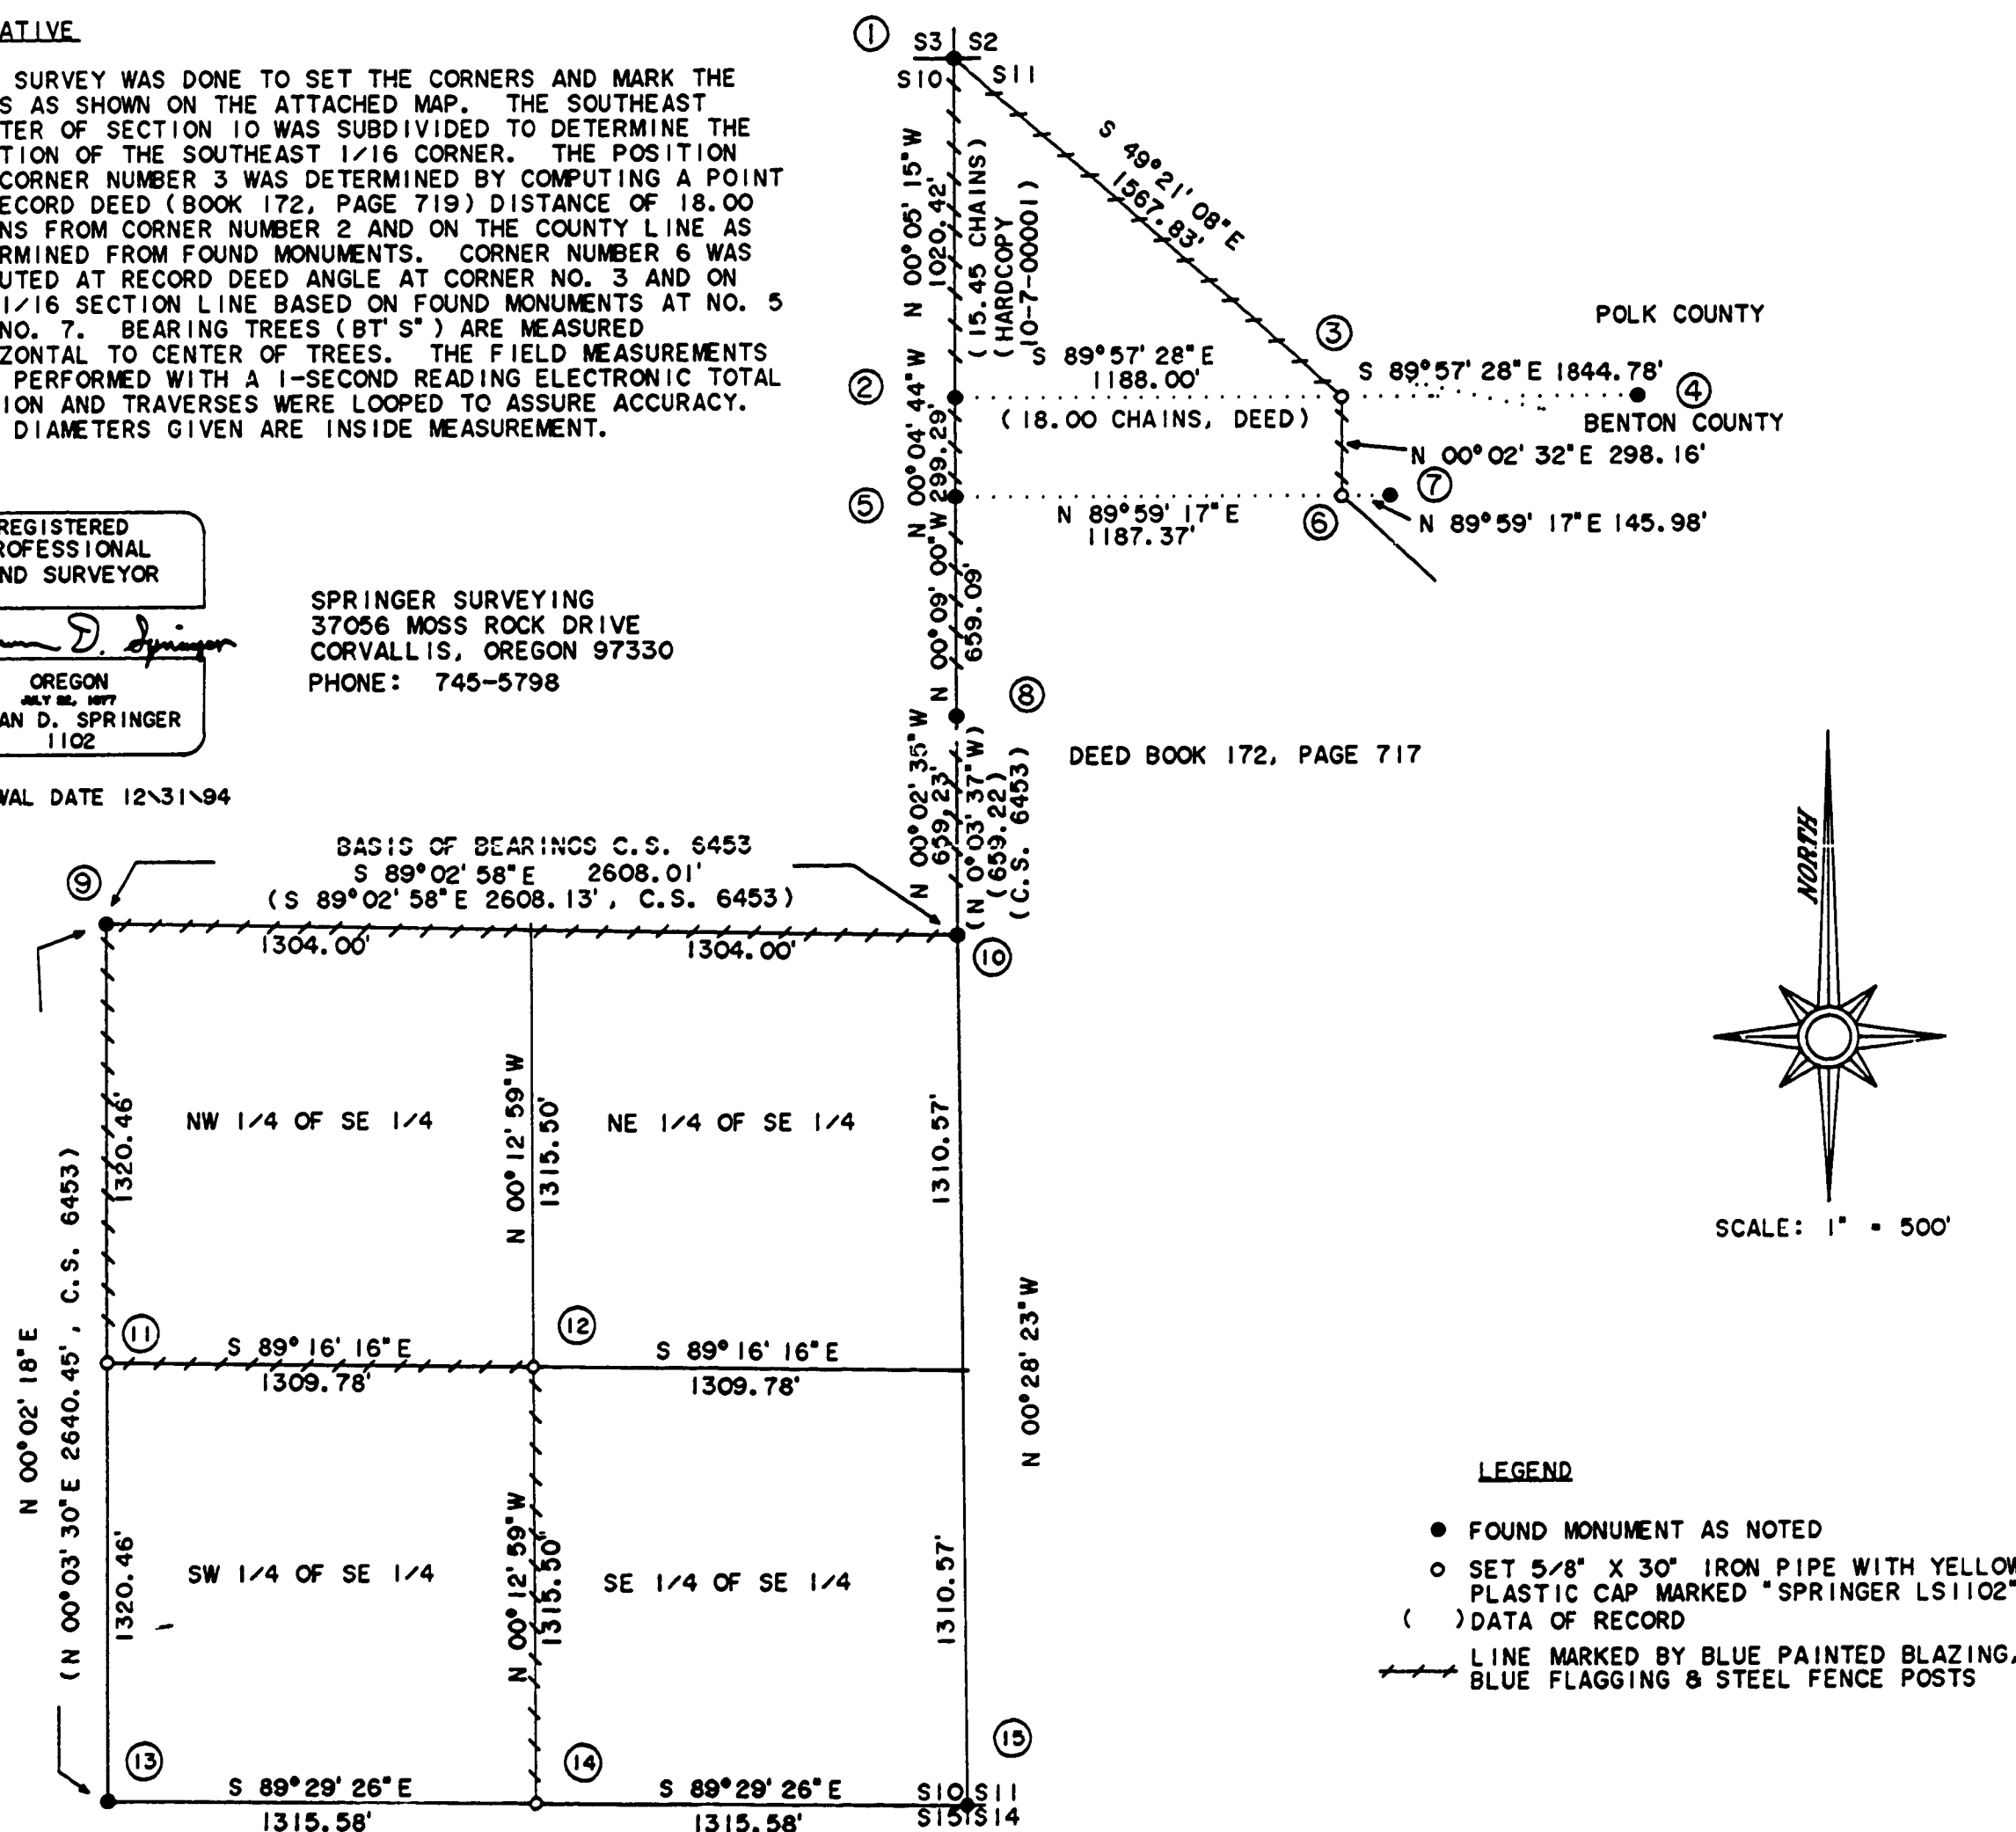 ATIVE
SURVEY WAS DONE TO SET THE CORNERS AND MARK THE
S AS SHOWN ON THE ATTACHED MAP. THE SOUTHEAST
TER OF SECTION 10 WAS SUBDIVIDED TO DETERMINE THE
TION OF THE SOUTHEAST 1/16 CORNER. THE POSITION
CORNER NUMBER 3 WAS DETERMINED BY COMPUTING A POINT
ECORD DEED (BOOK 172, PAGE 719) DISTANCE OF 18.00
NS FROM CORNER NUMBER 2 AND ON THE COUNTY LINE AS
RMINED FROM FOUND MONUMENTS. CORNER NUMBER 6 WAS
UTED AT RECORD DEED ANGLE AT CORNER NO. 3 AND ON
1/16 SECTION LINE BASED ON FOUND MONUMENTS AT NO. 5
NO. 7. BEARING TREES (BT'S") ARE MEASURED
ZONTAL TO CENTER OF TREES. THE FIELD MEASUREMENTS
PERFORMED WITH A 1-SECOND READING ELECTRONIC TOTAL
ION AND TRAVERSES WERE LOOPED TO ASSURE ACCURACY.
DIAMETERS GIVEN ARE INSIDE MEASUREMENT.
REGISTERED
ROFESSIONAL
ND SURVEYOR
D. Springer
OREGON
JULY 22, 1977
AN D. SPRINGER
1102
WAL DATE 12\31\94
SPRINGER SURVEYING
37056 MOSS ROCK DRIVE
CORVALLIS, OREGON 97330
PHONE: 745-5798
1
S3 S2
S10 S11
N 00°05'15"W
1020.42'
(15.45 CHAINS)
(HARDCOPY
10-7-00001)
S 49°21'08"E
1567.83'
POLK COUNTY
3
S 89°57'28"E
1188.00'
(18.00 CHAINS, DEED)
S 89°57'28"E 1844.78'
4
BENTON COUNTY
2
N 00°04'44"W
299.29'
N 00°02'32"E 298.16'
5
7
N 89°59'17"E
1187.37'
6
N 89°59'17"E 145.98'
N 00°09'00"W
659.09'
8
N 00°02'35"W
659.23'
(N 0°03'37"W)
(659.22)
(C.S. 6453)
DEED BOOK 172, PAGE 717
BASIS OF BEARINGS C.S. 6453
S 89°02'58"E 2608.01'
(S 89°02'58"E 2608.13', C.S. 6453)
9
1304.00'
1304.00'
10
NORTH
SCALE: 1" = 500'
1320.46'
NW 1/4 OF SE 1/4
N 00°12'59"W
1315.50'
NE 1/4 OF SE 1/4
1310.57'
N 00°02'18"E
(N 00°03'30"E 2640.45', C.S. 6453)
N 00°28'23"W
11
S 89°16'16"E
1309.78'
12
S 89°16'16"E
1309.78'
1320.46'
SW 1/4 OF SE 1/4
N 00°12'59"W
1315.50'
SE 1/4 OF SE 1/4
1310.57'
13
S 89°29'26"E
1315.58'
14
S 89°29'26"E
1315.58'
15
S10 S11
S15 S14
LEGEND
FOUND MONUMENT AS NOTED
SET 5/8" X 30" IRON PIPE WITH YELLOW
PLASTIC CAP MARKED "SPRINGER LS1102"
( ) DATA OF RECORD
LINE MARKED BY BLUE PAINTED BLAZING,
BLUE FLAGGING & STEEL FENCE POSTS